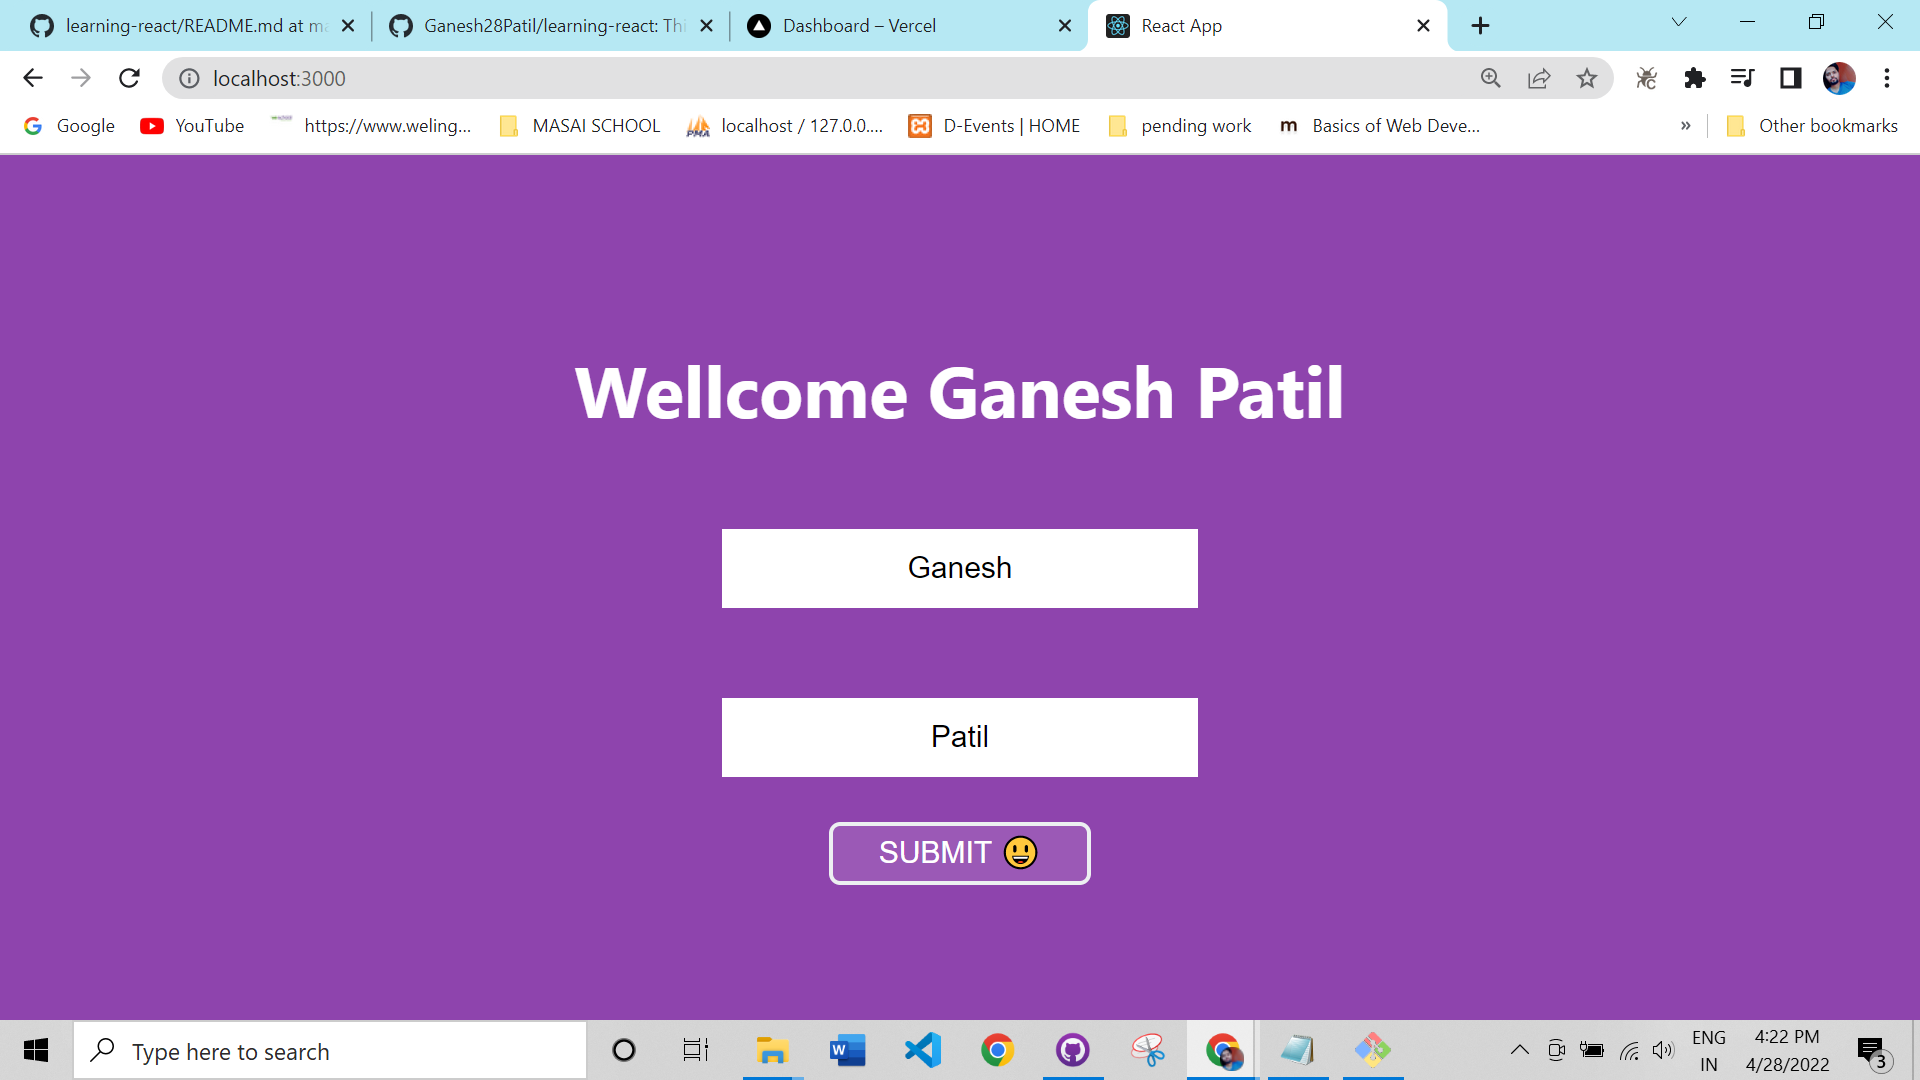 learning-react/README.md at ma
Ganesh28Patil/learning-react: Thi
Dashboard – Vercel
React App
localhost:3000
Google
YouTube
https://www.weling...
MASAI SCHOOL
localhost / 127.0.0....
D-Events | HOME
pending work
m
Basics of Web Deve...
»
Other bookmarks
Wellcome Ganesh Patil
Ganesh
Patil
SUBMIT 😃
Type here to search
ENG
IN
4:22 PM
4/28/2022
3